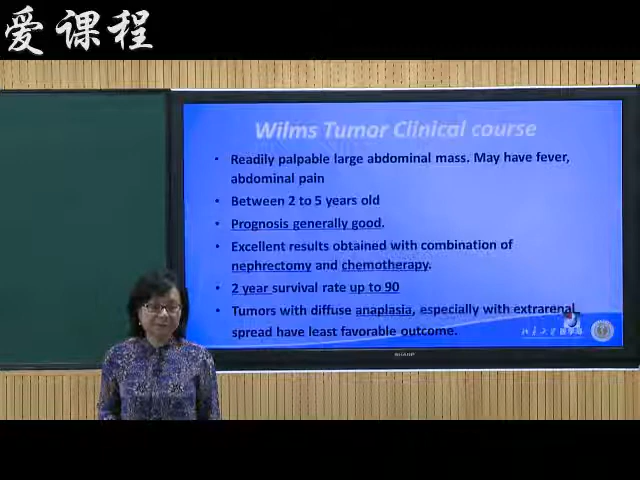 爱课程
Wilms Tumor Clinical course
• Readily palpable large abdominal mass. May have fever,
abdominal pain
• Between 2 to 5 years old
• Prognosis generally good.
• Excellent results obtained with combination of
nephrectomy and chemotherapy.
• 2 year survival rate up to 90
• Tumors with diffuse anaplasia, especially with extrarenal
spread have least favorable outcome.
SHARP